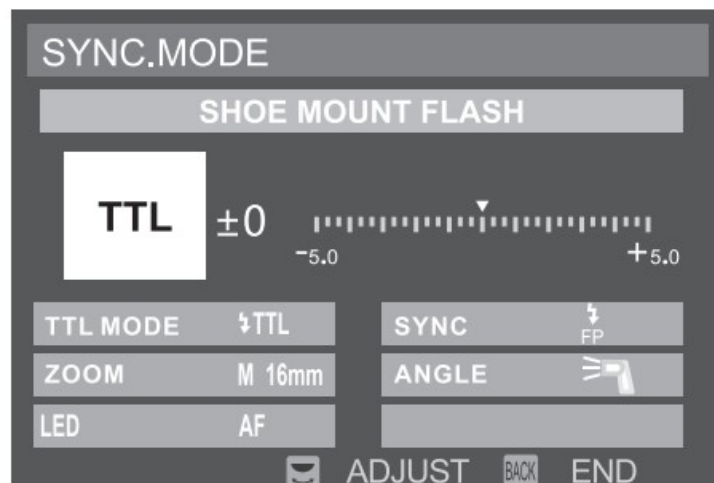 SYNC.MODE
SHOE MOUNT FLASH
TTL ±0
-5.0 +5.0
TTL MODE TTL SYNC FP
ZOOM M 16mm ANGLE
LED AF
ADJUST BACK END